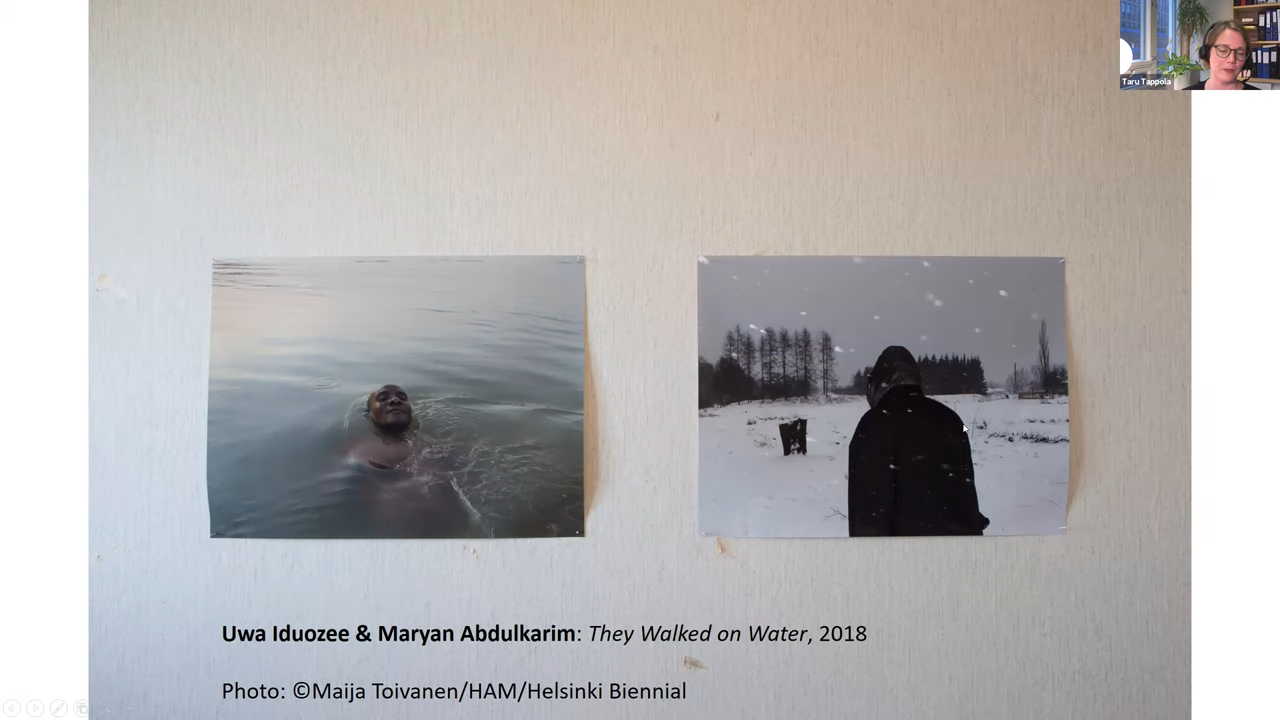 Taru Tappola
Uwa Iduozee & Maryan Abdulkarim: They Walked on Water, 2018
Photo: ©Maija Toivanen/HAM/Helsinki Biennial